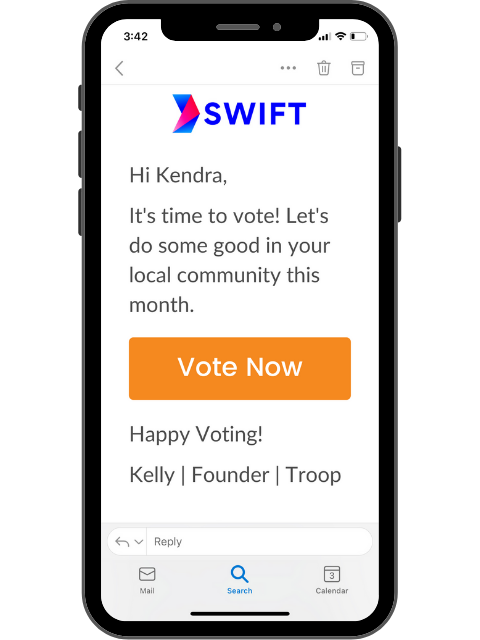 3:42
SWIFT
Hi Kendra,
It's time to vote! Let's
do some good in your
local community this
month.
Vote Now
Happy Voting!
Kelly | Founder | Troop
Reply
3
Mail
Search
Calendar